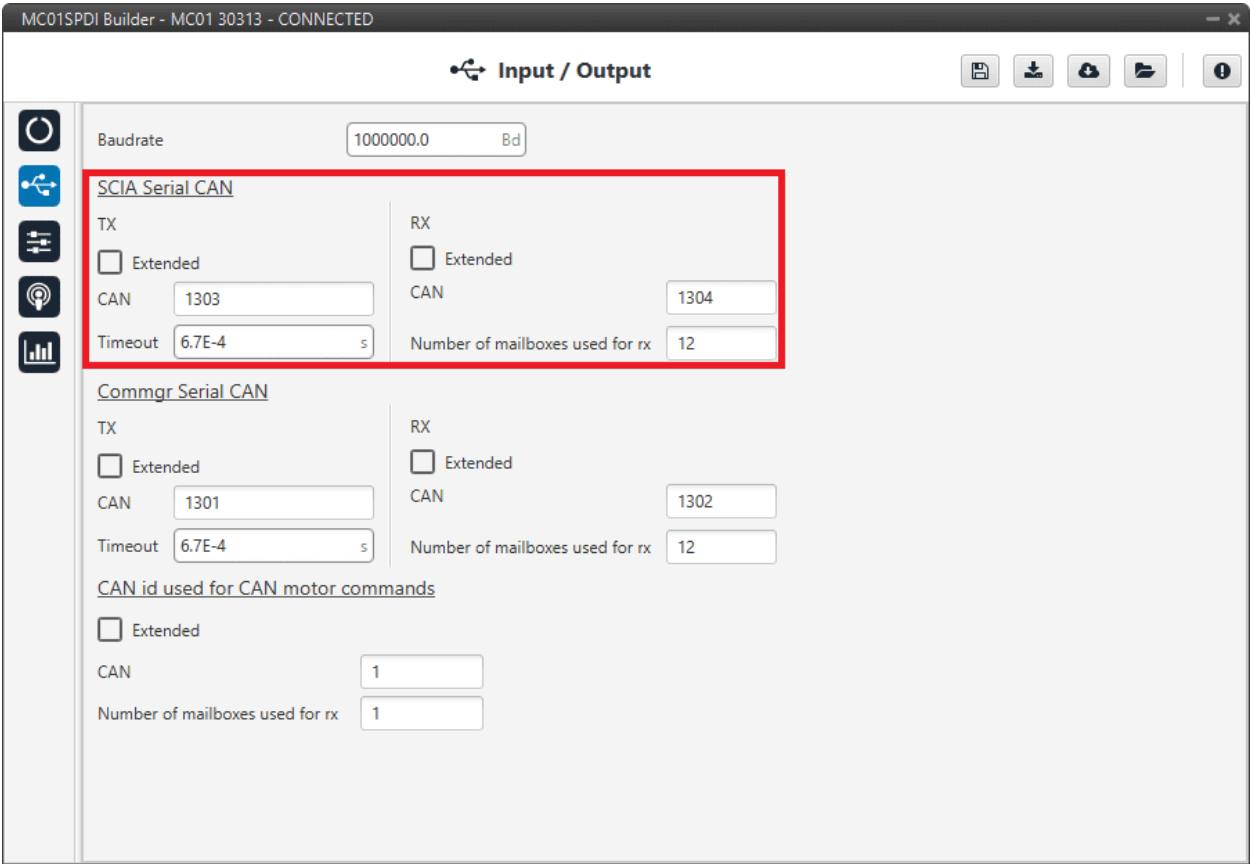 MC01SPDI Builder - MC01 30313 - CONNECTED
Input / Output
Baudrate 1000000.0 Bd
SCIA Serial CAN
TX
Extended
CAN 1303
Timeout 6.7E-4 s
RX
Extended
CAN 1304
Number of mailboxes used for rx 12
Commgr Serial CAN
TX
Extended
CAN 1301
Timeout 6.7E-4 s
RX
Extended
CAN 1302
Number of mailboxes used for rx 12
CAN id used for CAN motor commands
Extended
CAN 1
Number of mailboxes used for rx 1